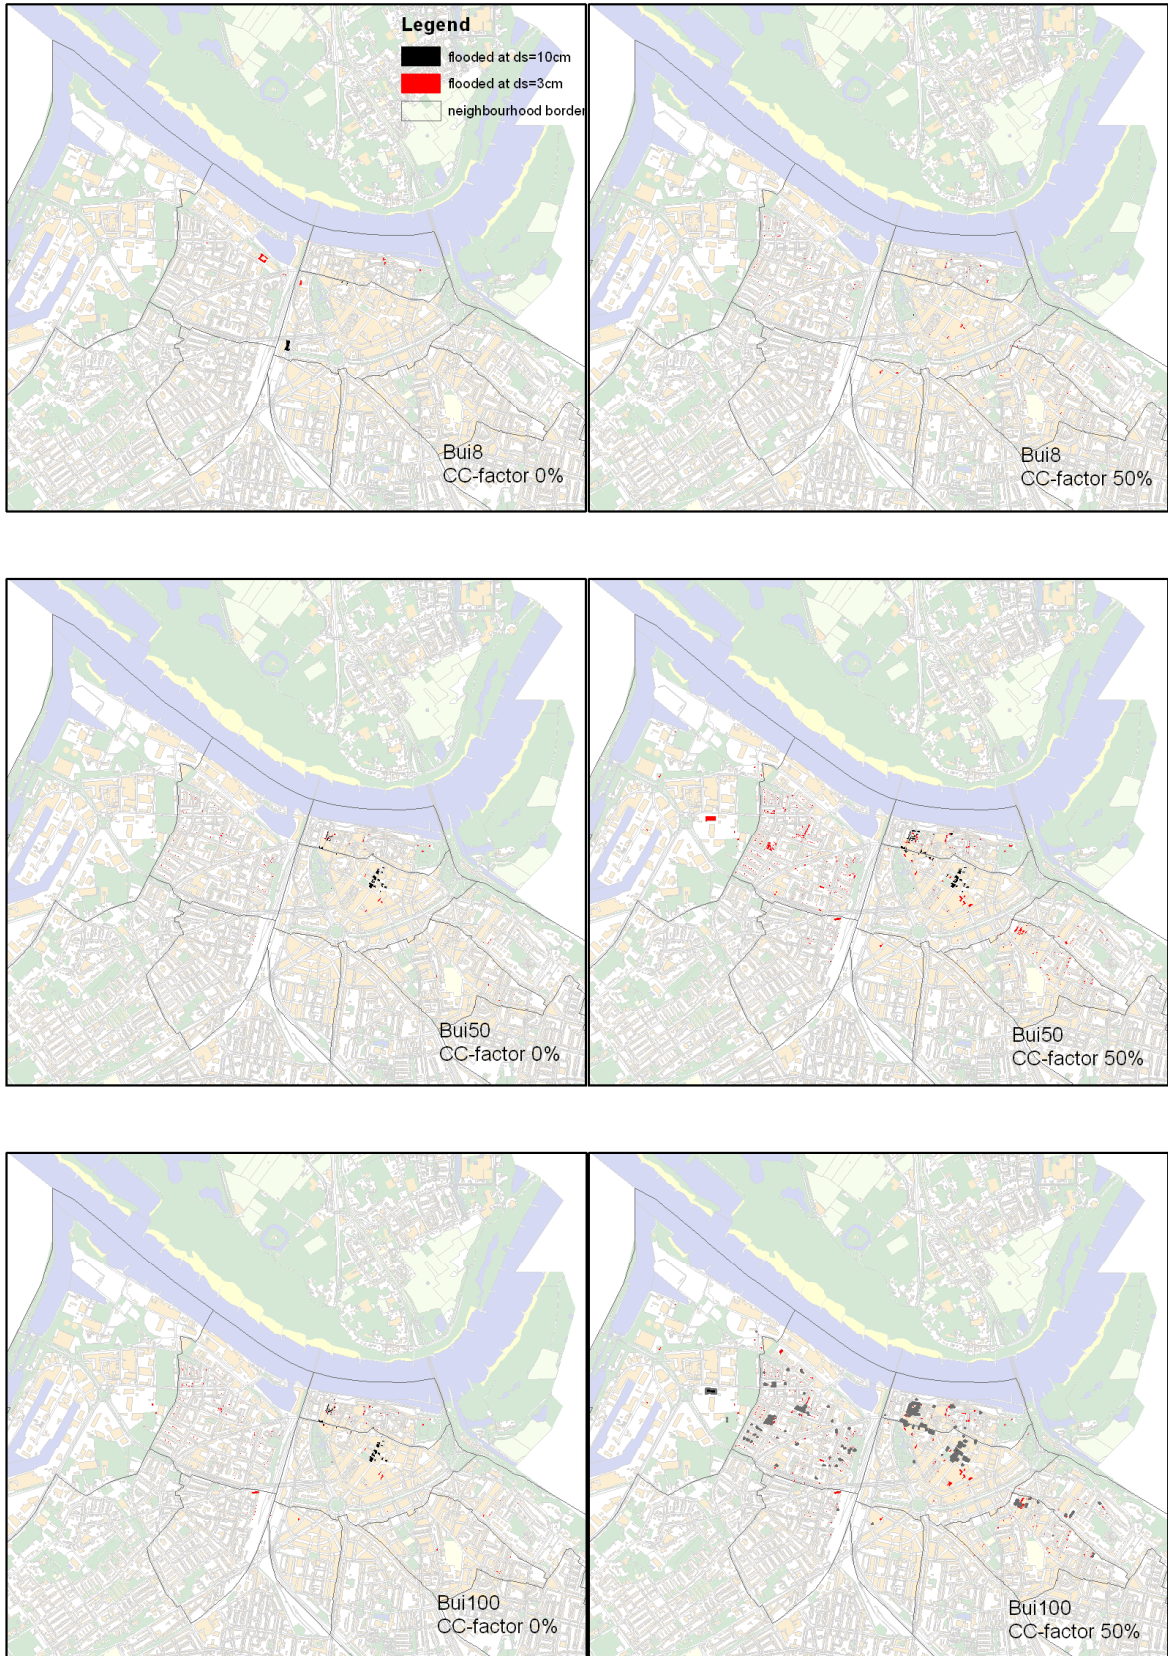 Legend
flooded at ds=10cm
flooded at ds=3cm
neighbourhood border
Bui8
CC-factor 0%
Bui8
CC-factor 50%
Bui50
CC-factor 0%
Bui50
CC-factor 50%
Bui100
CC-factor 0%
Bui100
CC-factor 50%